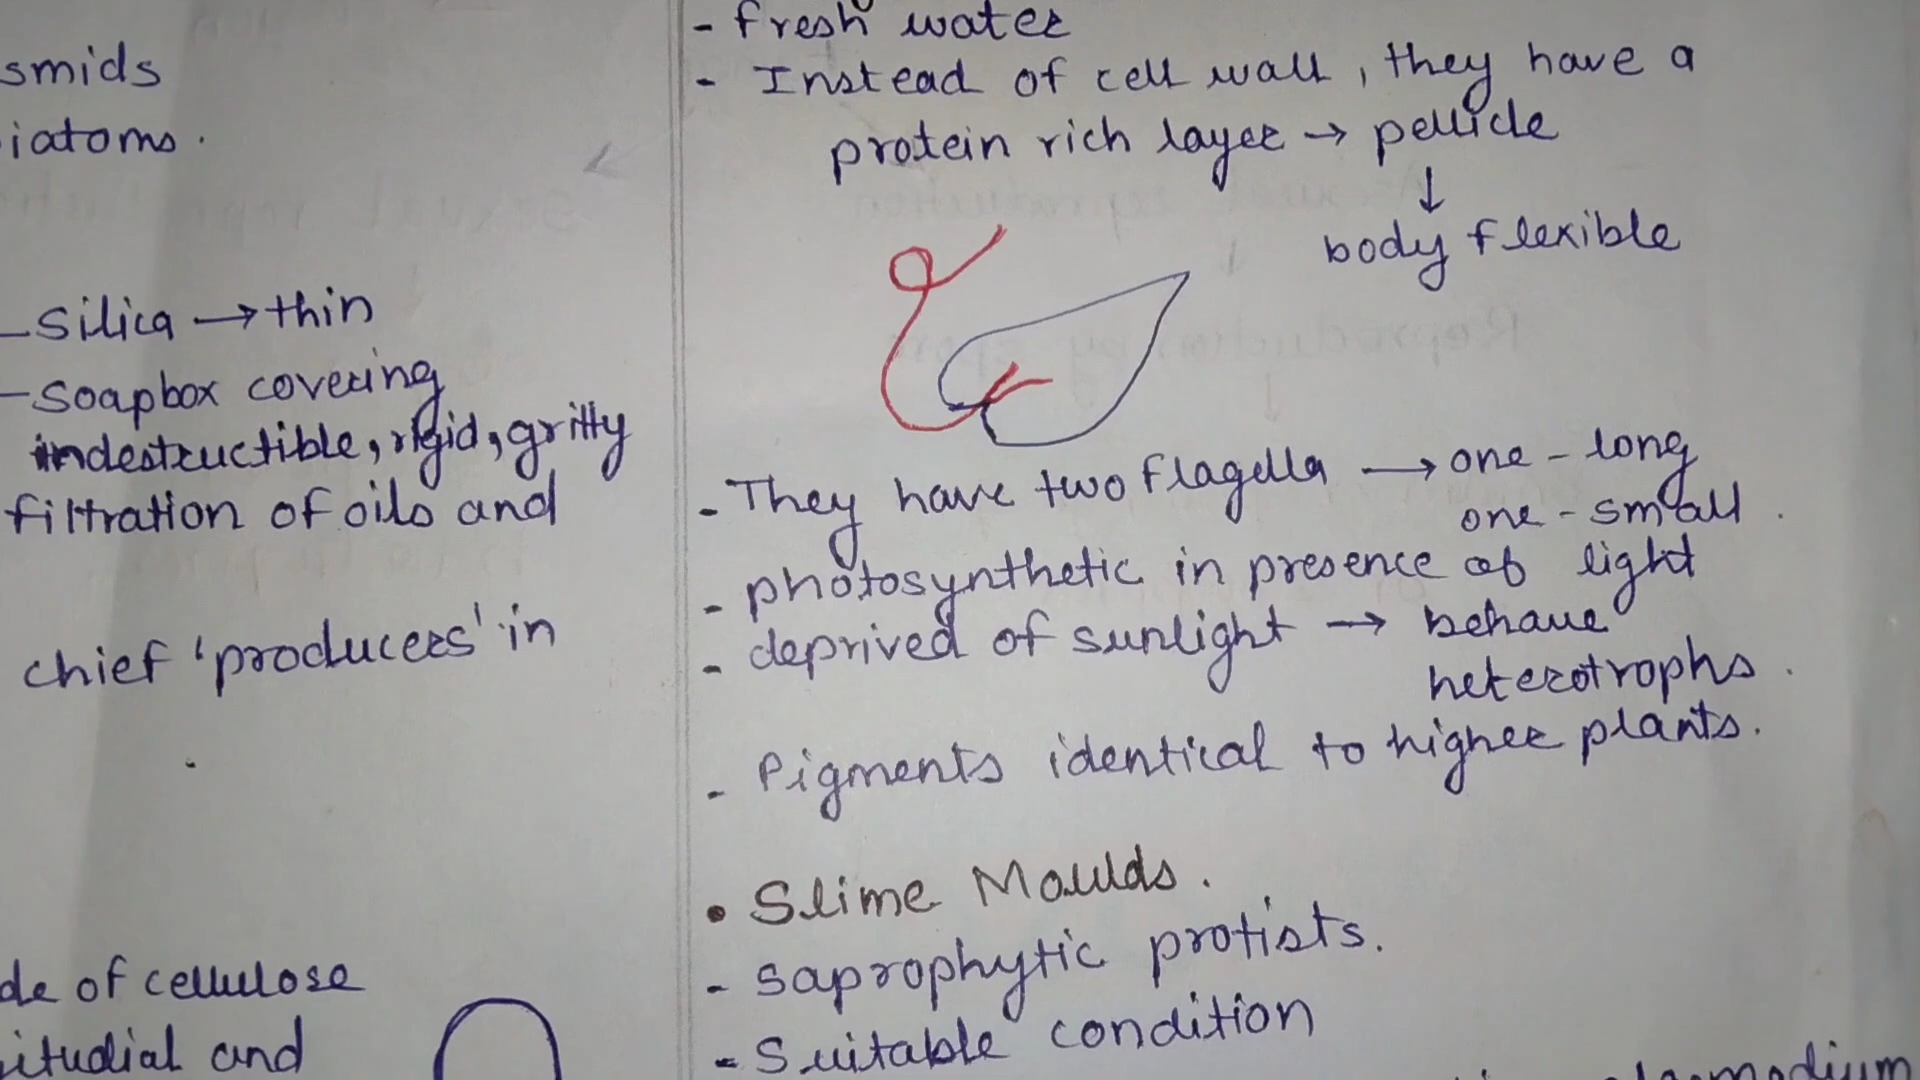 smids
iatoms.
- Silica → thin
- soapbox covering
indestructible, rigid, gritty
filtration of oils and
chief 'producers' in
de of cellulose
itudial and
- fresh water
- Instead of cell wall, they have a
protein rich layer → pellicle
↓
body flexible
- They have two flagella → one - long
one - small.
- photosynthetic in presence of light
- deprived of sunlight → behave
heterotrophs.
- Pigments identical to higher plants.
• Slime Moulds.
- saprophytic protists.
- Suitable condition